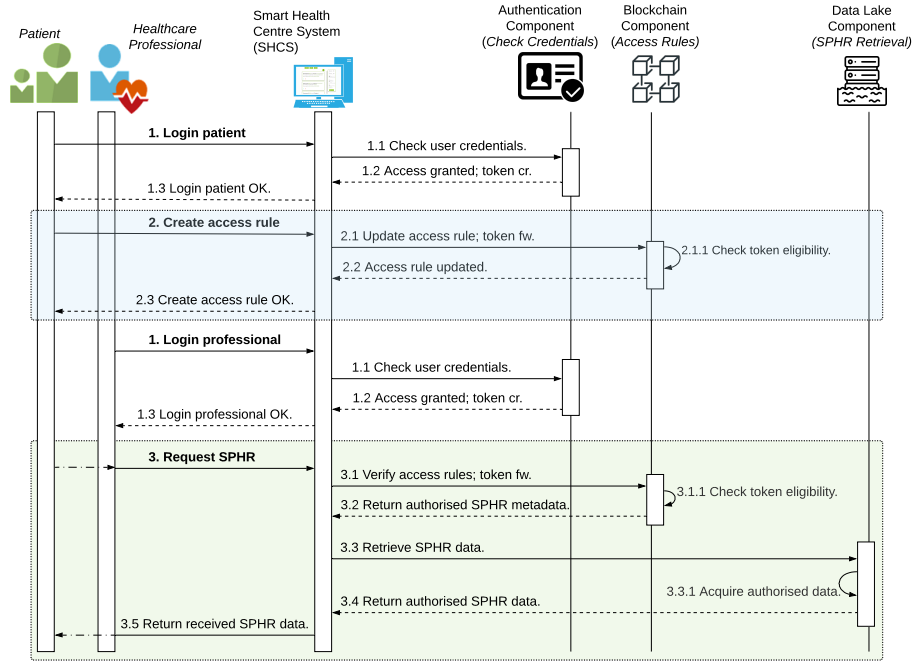 Patient
Healthcare
Professional
Smart Health
Centre System
(SHCS)
Authentication
Component
(Check Credentials)
Blockchain
Component
(Access Rules)
Data Lake
Component
(SPHR Retrieval)
1. Login patient
1.1 Check user credentials.
1.2 Access granted; token cr.
1.3 Login patient OK.
2. Create access rule
2.1 Update access rule; token fw.
2.1.1 Check token eligibility.
2.2 Access rule updated.
2.3 Create access rule OK.
1. Login professional
1.1 Check user credentials.
1.2 Access granted; token cr.
1.3 Login professional OK.
3. Request SPHR
3.1 Verify access rules; token fw.
3.1.1 Check token eligibility.
3.2 Return authorised SPHR metadata.
3.3 Retrieve SPHR data.
3.3.1 Acquire authorised data.
3.4 Return authorised SPHR data.
3.5 Return received SPHR data.